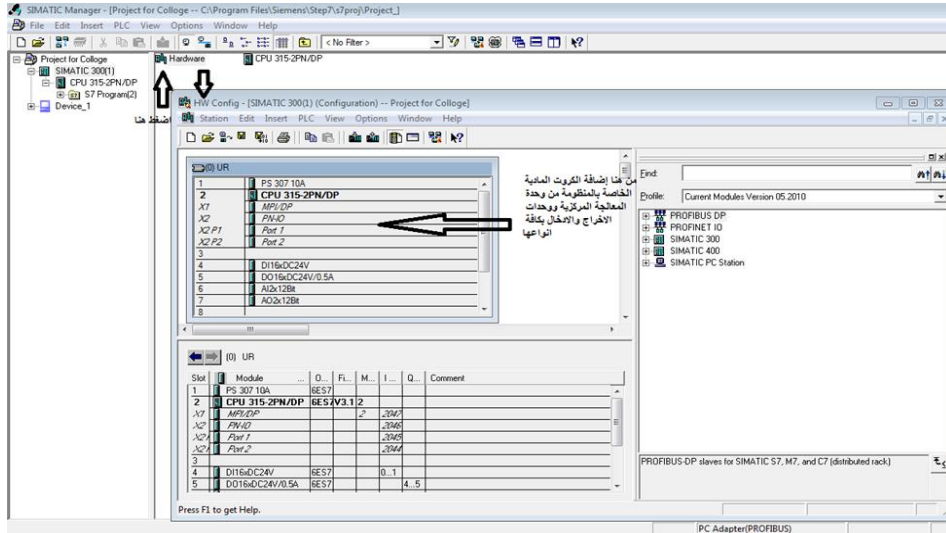 SIMATIC Manager - [Project for Colloge -- C:\Program Files\Siemens\Step7\s7proj\Project_]
File Edit Insert PLC View Options Window Help
< No Filter >
Project for Colloge
SIMATIC 300(1)
CPU 315-2PN/DP
S7 Program(2)
Device_1
Hardware
CPU 315-2PN/DP
اضغط هنا
HW Config - [SIMATIC 300(1) (Configuration) -- Project for Colloge]
Station Edit Insert PLC View Options Window Help
(0) UR
1 PS 307 10A
2 CPU 315-2PN/DP
X1 MPI/DP
X2 PN-IO
X2 P1 Port 1
X2 P2 Port 2
3
4 DI16xDC24V
5 DO16xDC24V/0.5A
6 AI2x12Bit
7 AO2x12Bit
8
من هنا إضافة الكروت المادية
الخاصة بالمنظومة من وحدة
المعالجة المركزية ووحدات
الاخراج والادخال بكافة
انواعها
Find:
Profile: Current Modules Version 05.2010
PROFIBUS DP
PROFINET IO
SIMATIC 300
SIMATIC 400
SIMATIC PC Station
(0) UR
Slot Module ... O... Fi... M... I ... Q... Comment
1 PS 307 10A 6ES7
2 CPU 315-2PN/DP 6ES7 V3.1 2
X1 MPI/DP 2 2047
X2 PN-IO 2046
X2 Port 1 2045
X2 Port 2 2044
3
4 DI16xDC24V 6ES7 0...1
5 DO16xDC24V/0.5A 6ES7 4...5
PROFIBUS-DP slaves for SIMATIC S7, M7, and C7 (distributed rack)
Press F1 to get Help.
PC Adapter(PROFIBUS)